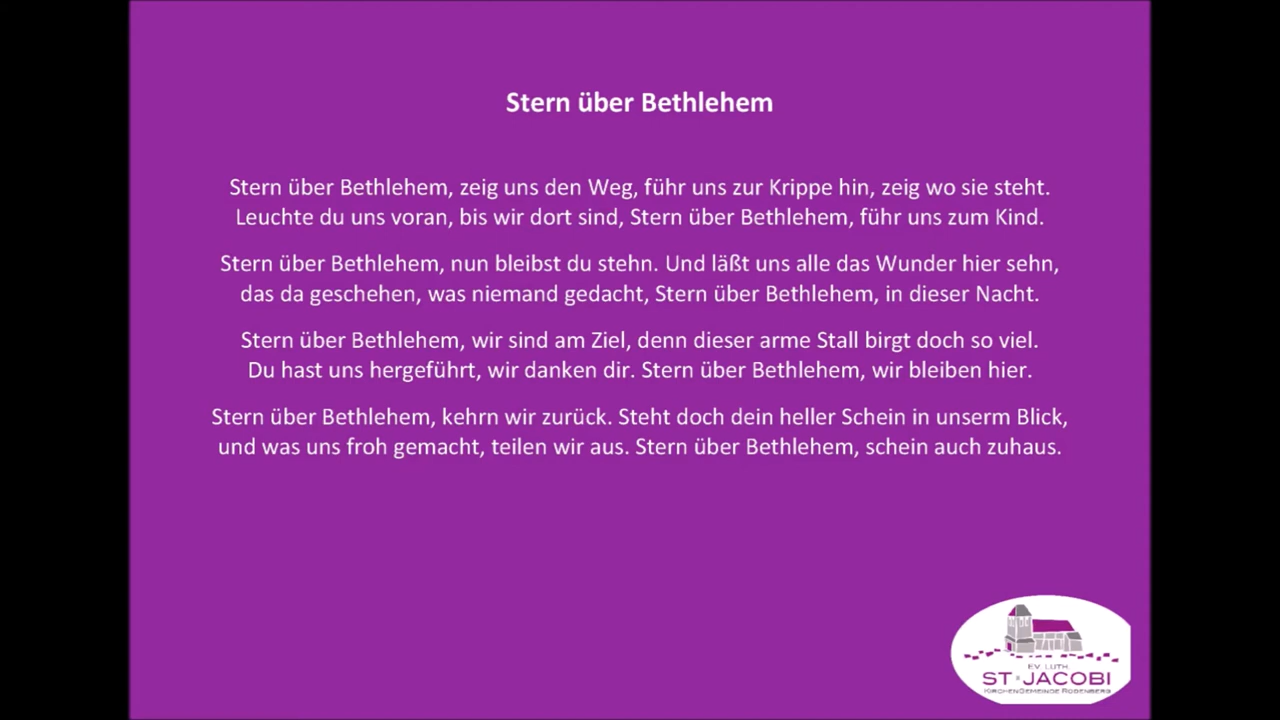 Stern über Bethlehem
Stern über Bethlehem, zeig uns den Weg, führ uns zur Krippe hin, zeig wo sie steht.
Leuchte du uns voran, bis wir dort sind, Stern über Bethlehem, führ uns zum Kind.
Stern über Bethlehem, nun bleibst du stehn. Und läßt uns alle das Wunder hier sehn,
das da geschehen, was niemand gedacht, Stern über Bethlehem, in dieser Nacht.
Stern über Bethlehem, wir sind am Ziel, denn dieser arme Stall birgt doch so viel.
Du hast uns hergeführt, wir danken dir. Stern über Bethlehem, wir bleiben hier.
Stern über Bethlehem, kehrn wir zurück. Steht doch dein heller Schein in unserm Blick,
und was uns froh gemacht, teilen wir aus. Stern über Bethlehem, schein auch zuhaus.
EV. LUTH.
ST. JACOBI
KIRCHENGEMEINDE RODENBERG